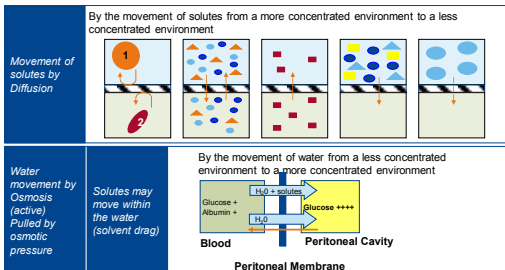 By the movement of solutes from a more concentrated environment to a less
concentrated environment
Movement of
solutes by
Diffusion
1
2
Water
movement by
Osmosis
(active)
Pulled by
osmotic
pressure
Solutes may
move within
the water
(solvent drag)
By the movement of water from a less concentrated
environment to a more concentrated environment
H20 + solutes
Glucose +
Albumin +
Glucose ++++
H20
Blood
Peritoneal Cavity
Peritoneal Membrane